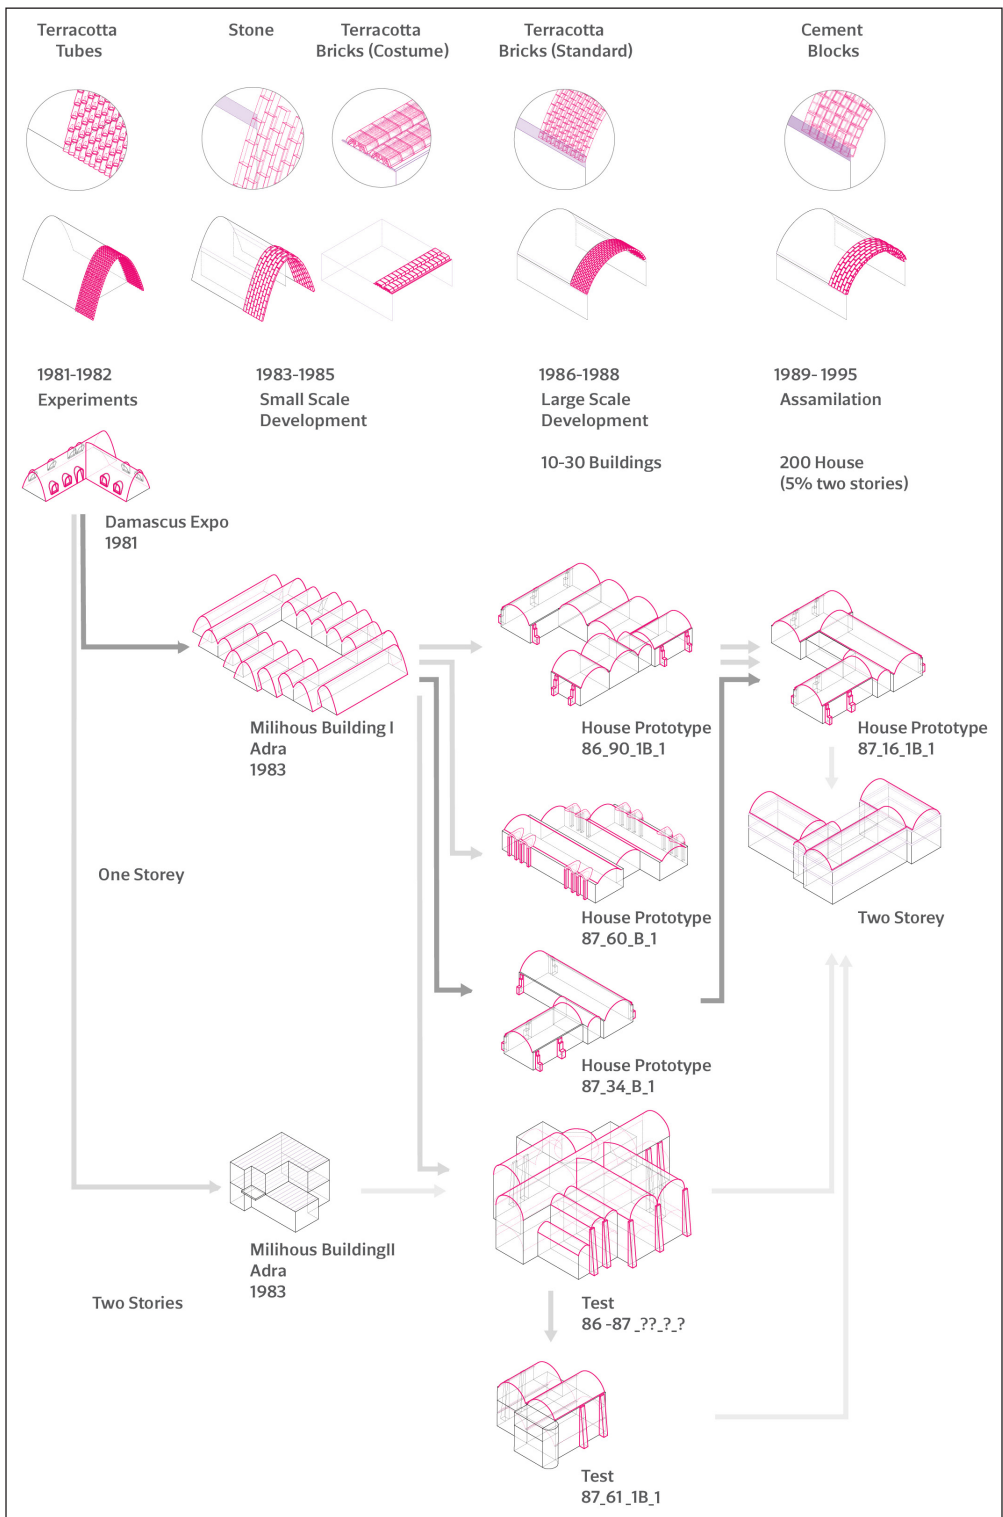 Terracotta
Tubes
Stone
Terracotta
Bricks (Costume)
Terracotta
Bricks (Standard)
Cement
Blocks
1981-1982
Experiments
1983-1985
Small Scale
Development
1986-1988
Large Scale
Development
10-30 Buildings
1989- 1995
Assamilation
200 House
(5% two stories)
Damascus Expo
1981
Milihous Building I
Adra
1983
House Prototype
86_90_1B_1
House Prototype
87_16_1B_1
One Storey
House Prototype
87_60_B_1
Two Storey
House Prototype
87_34_B_1
Milihous BuildingII
Adra
1983
Two Stories
Test
86 -87 _??_?_?
Test
87_61_1B_1